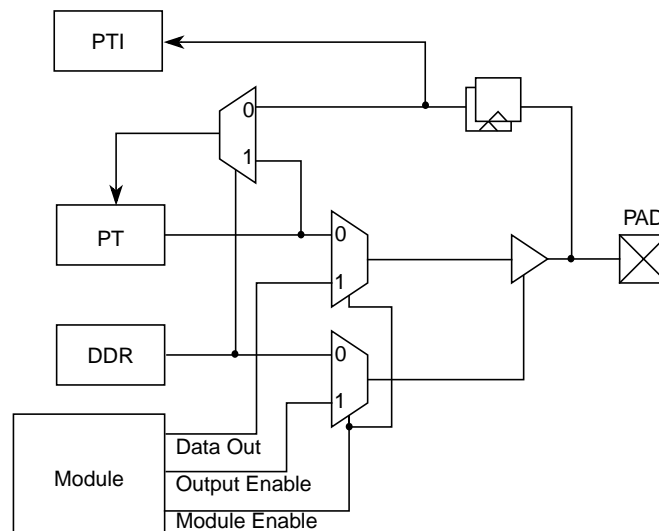 PTI
0
1
PT
PAD
0
1
DDR
0
1
Module
Data Out
Output Enable
Module Enable